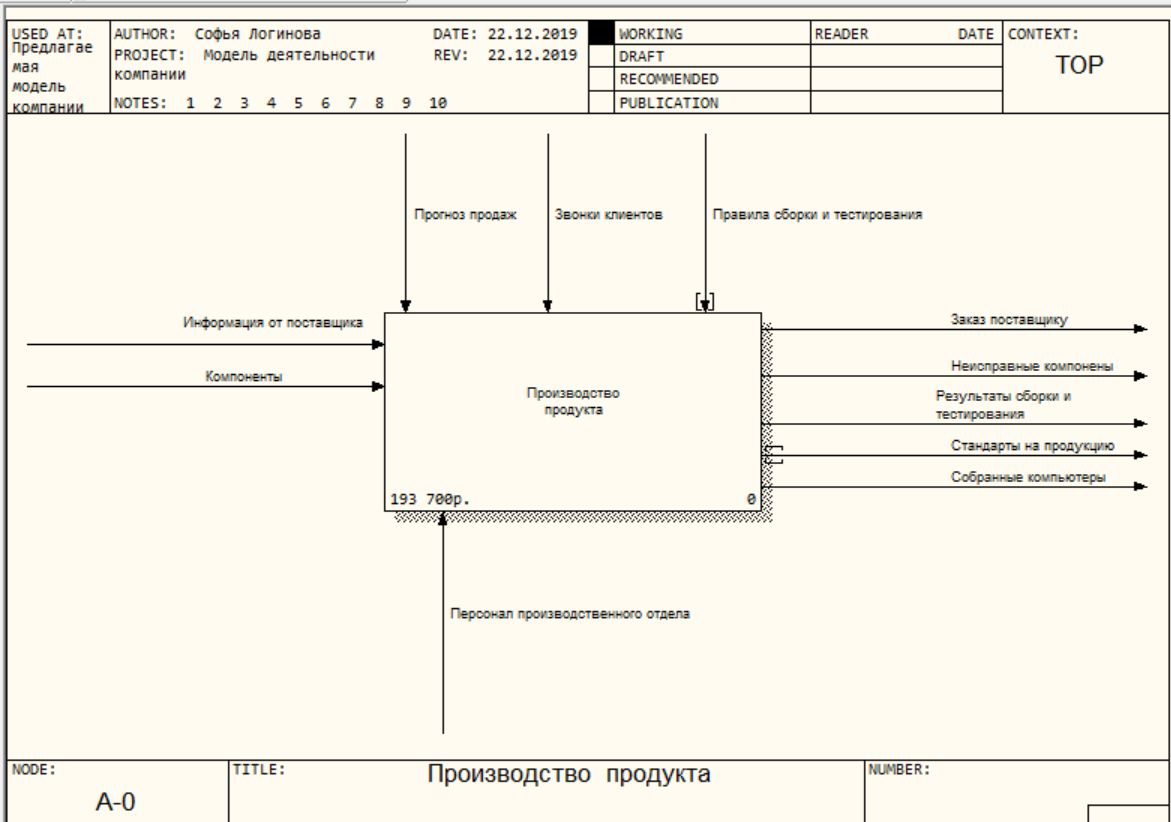 USED AT:
Предлагае
мая
модель
компании
AUTHOR: Софья Логинова
DATE: 22.12.2019
PROJECT: Модель деятельности
компании
REV: 22.12.2019
NOTES: 1 2 3 4 5 6 7 8 9 10
WORKING
DRAFT
RECOMMENDED
PUBLICATION
READER
DATE
CONTEXT:
TOP
Прогноз продаж
Звонки клиентов
Правила сборки и тестирования
Информация от поставщика
Компоненты
Производство
продукта
193 700р.
0
Заказ поставщику
Неисправные компонены
Результаты сборки и
тестирования
Стандарты на продукцию
Собранные компьютеры
Персонал производственного отдела
NODE:
A-0
TITLE:
Производство продукта
NUMBER: